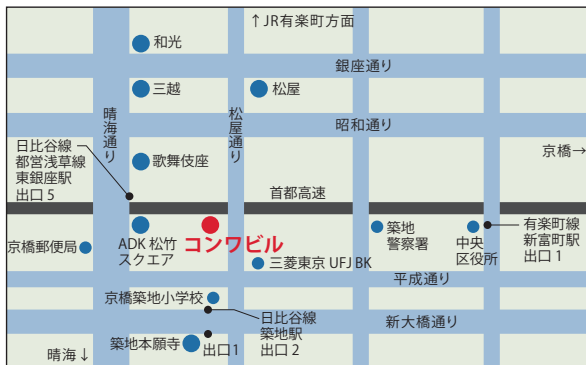 ↑JR有楽町方面
和光
銀座通り
三越
松屋
晴海通り
松屋通り
昭和通り
京橋→
日比谷線
都営浅草線
東銀座駅
出口 5
歌舞伎座
首都高速
京橋郵便局
ADK 松竹
スクエア
コンワビル
築地
警察署
中央
区役所
有楽町線
新富町駅
出口 1
三菱東京 UFJ BK
平成通り
京橋築地小学校
日比谷線
築地駅
出口 2
新大橋通り
築地本願寺
出口1
晴海↓